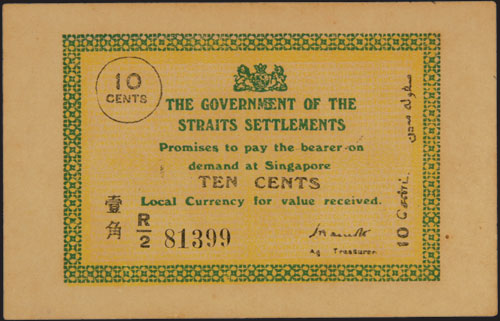 10
CENTS
THE GOVERNMENT OF THE
STRAITS SETTLEMENTS
Promises to pay the bearer on
demand at Singapore
TEN CENTS
Local Currency for value received.
壹角
R/2 81399
Ag Treasurer
10